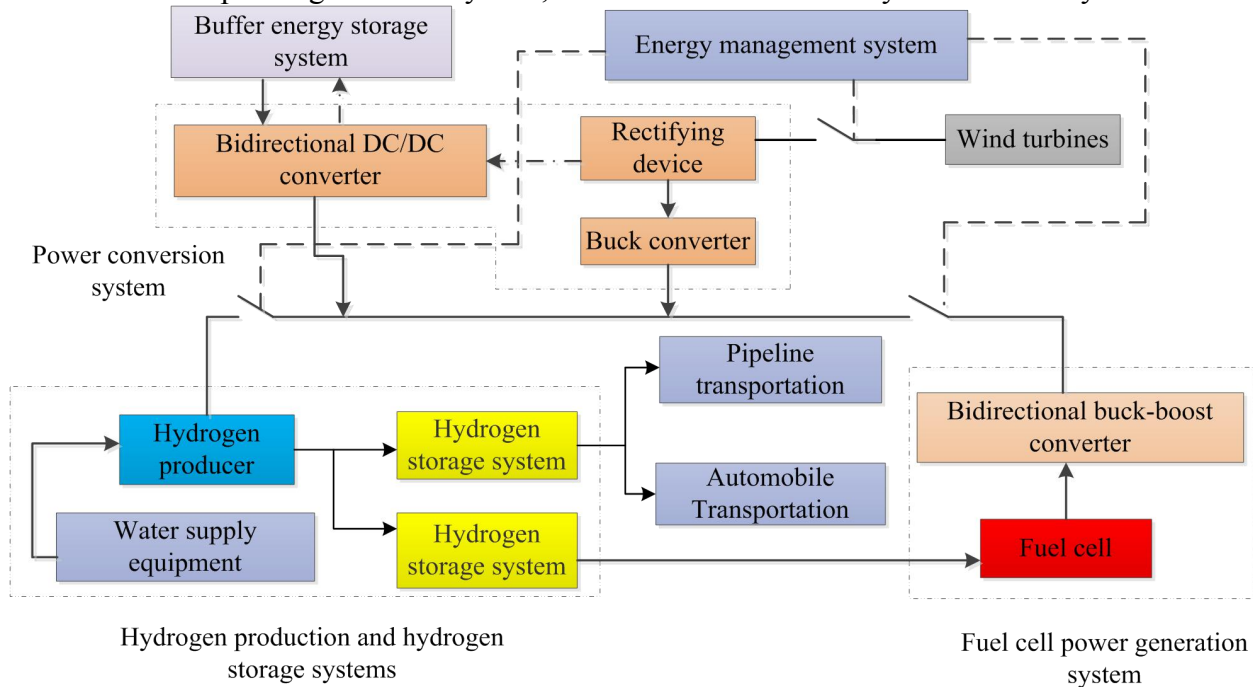 Buffer energy storage
system
Energy management system
Bidirectional DC/DC
converter
Rectifying
device
Wind turbines
Buck converter
Power conversion
system
Pipeline
transportation
Hydrogen
producer
Hydrogen
storage system
Bidirectional buck-boost
converter
Automobile
Transportation
Water supply
equipment
Hydrogen
storage system
Fuel cell
Hydrogen production and hydrogen
storage systems
Fuel cell power generation
system